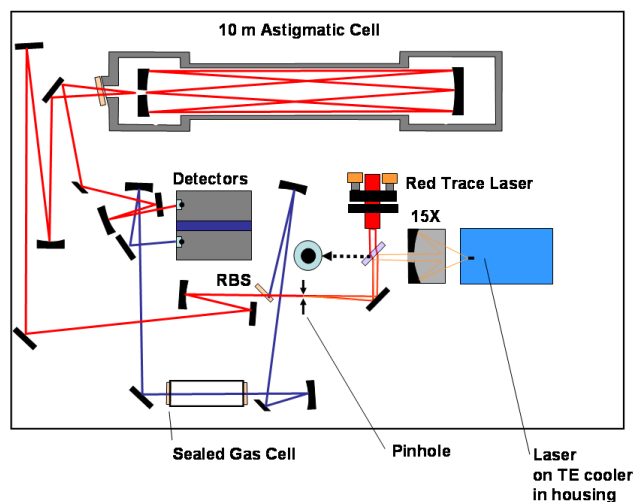 10 m Astigmatic Cell
Detectors
Red Trace Laser
15X
RBS
Sealed Gas Cell
Pinhole
Laser
on TE cooler
in housing